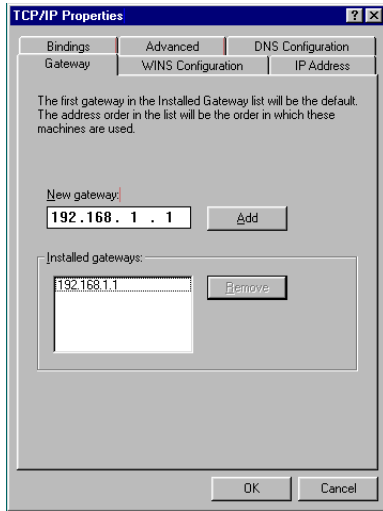 TCP/IP Properties
Bindings
Advanced
DNS Configuration
Gateway
WINS Configuration
IP Address
The first gateway in the Installed Gateway list will be the default.
The address order in the list will be the order in which these
machines are used.
New gateway:
192.168. 1 . 1
Add
Installed gateways:
192.168.1.1
Remove
OK
Cancel